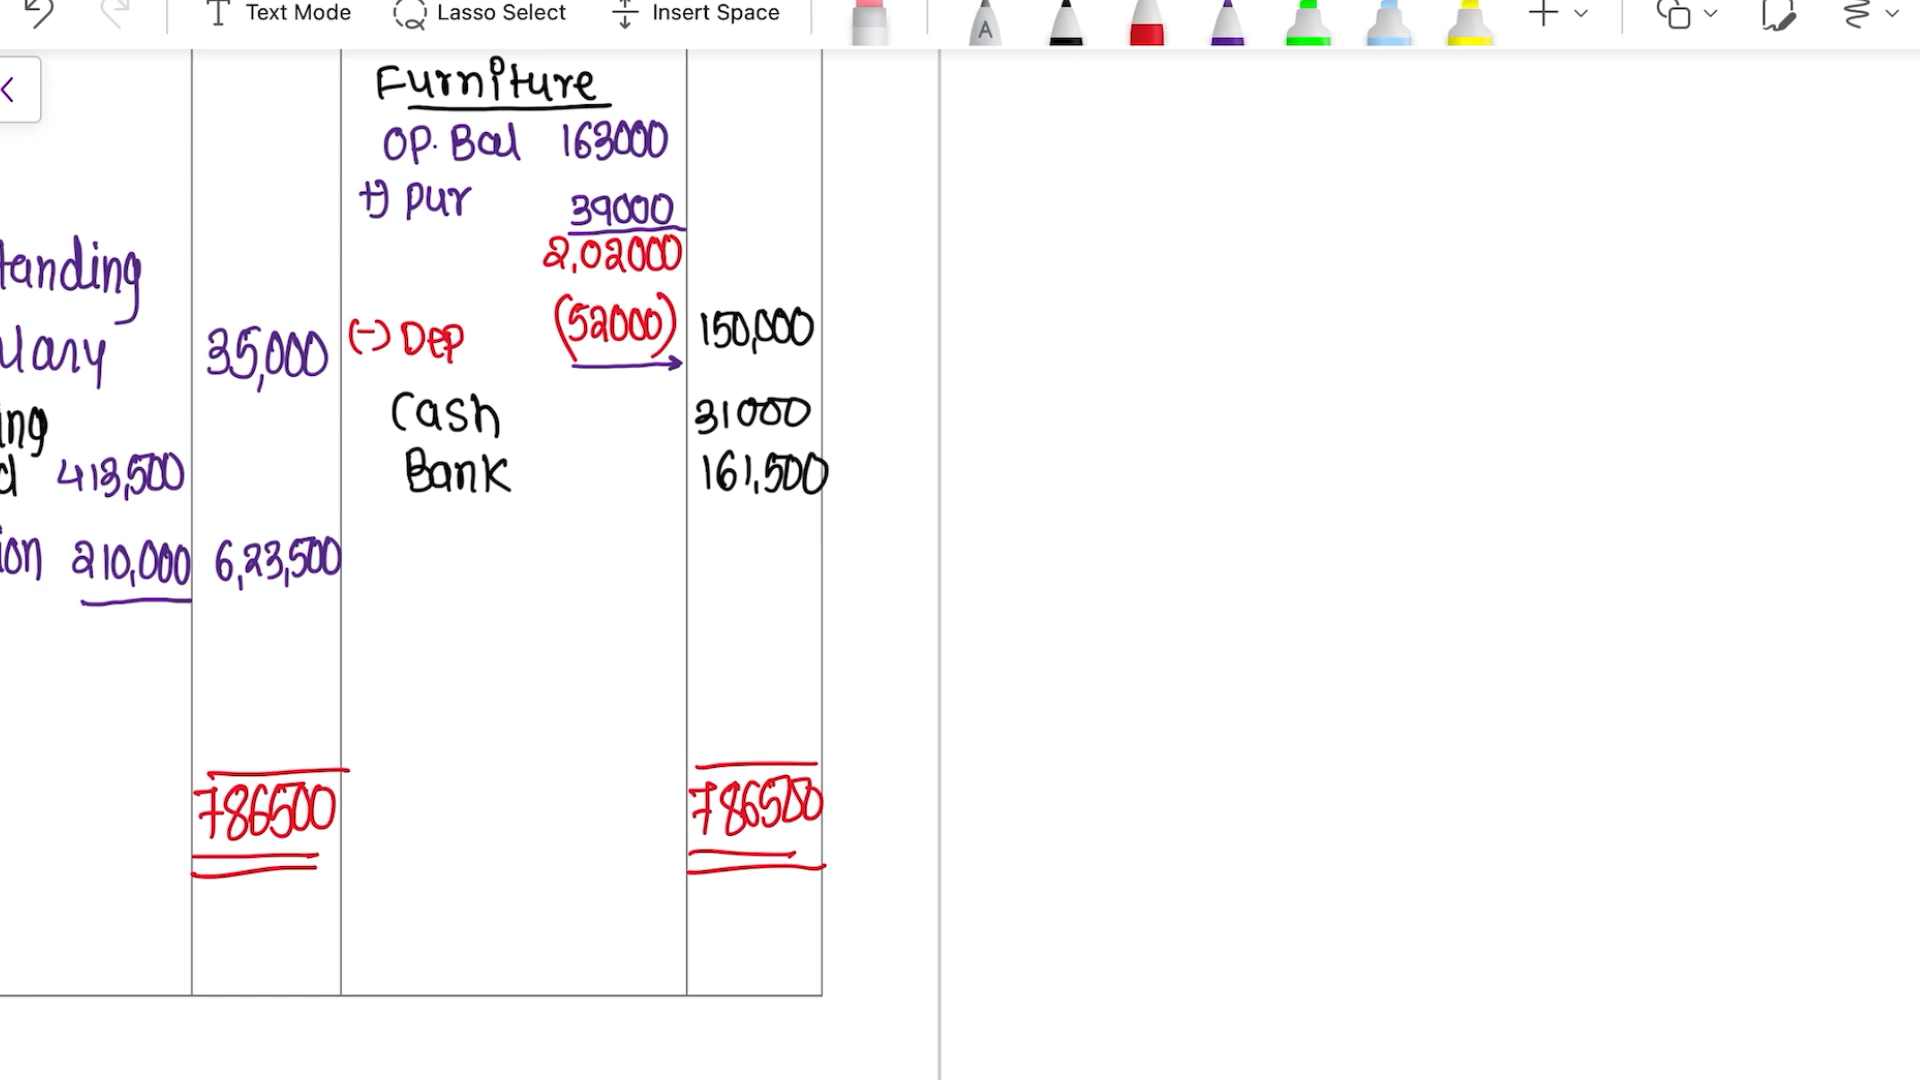 Text Mode Lasso Select Insert Space
A
Furniture
OP. Bal 163000
+) Pur 39000
2,02000
tanding
lary 35,000 (-) Dep (52000) 150,000
ing Cash 31000
d 413,500 Bank 161,500
ion 210,000 6,23,500
786500 786500